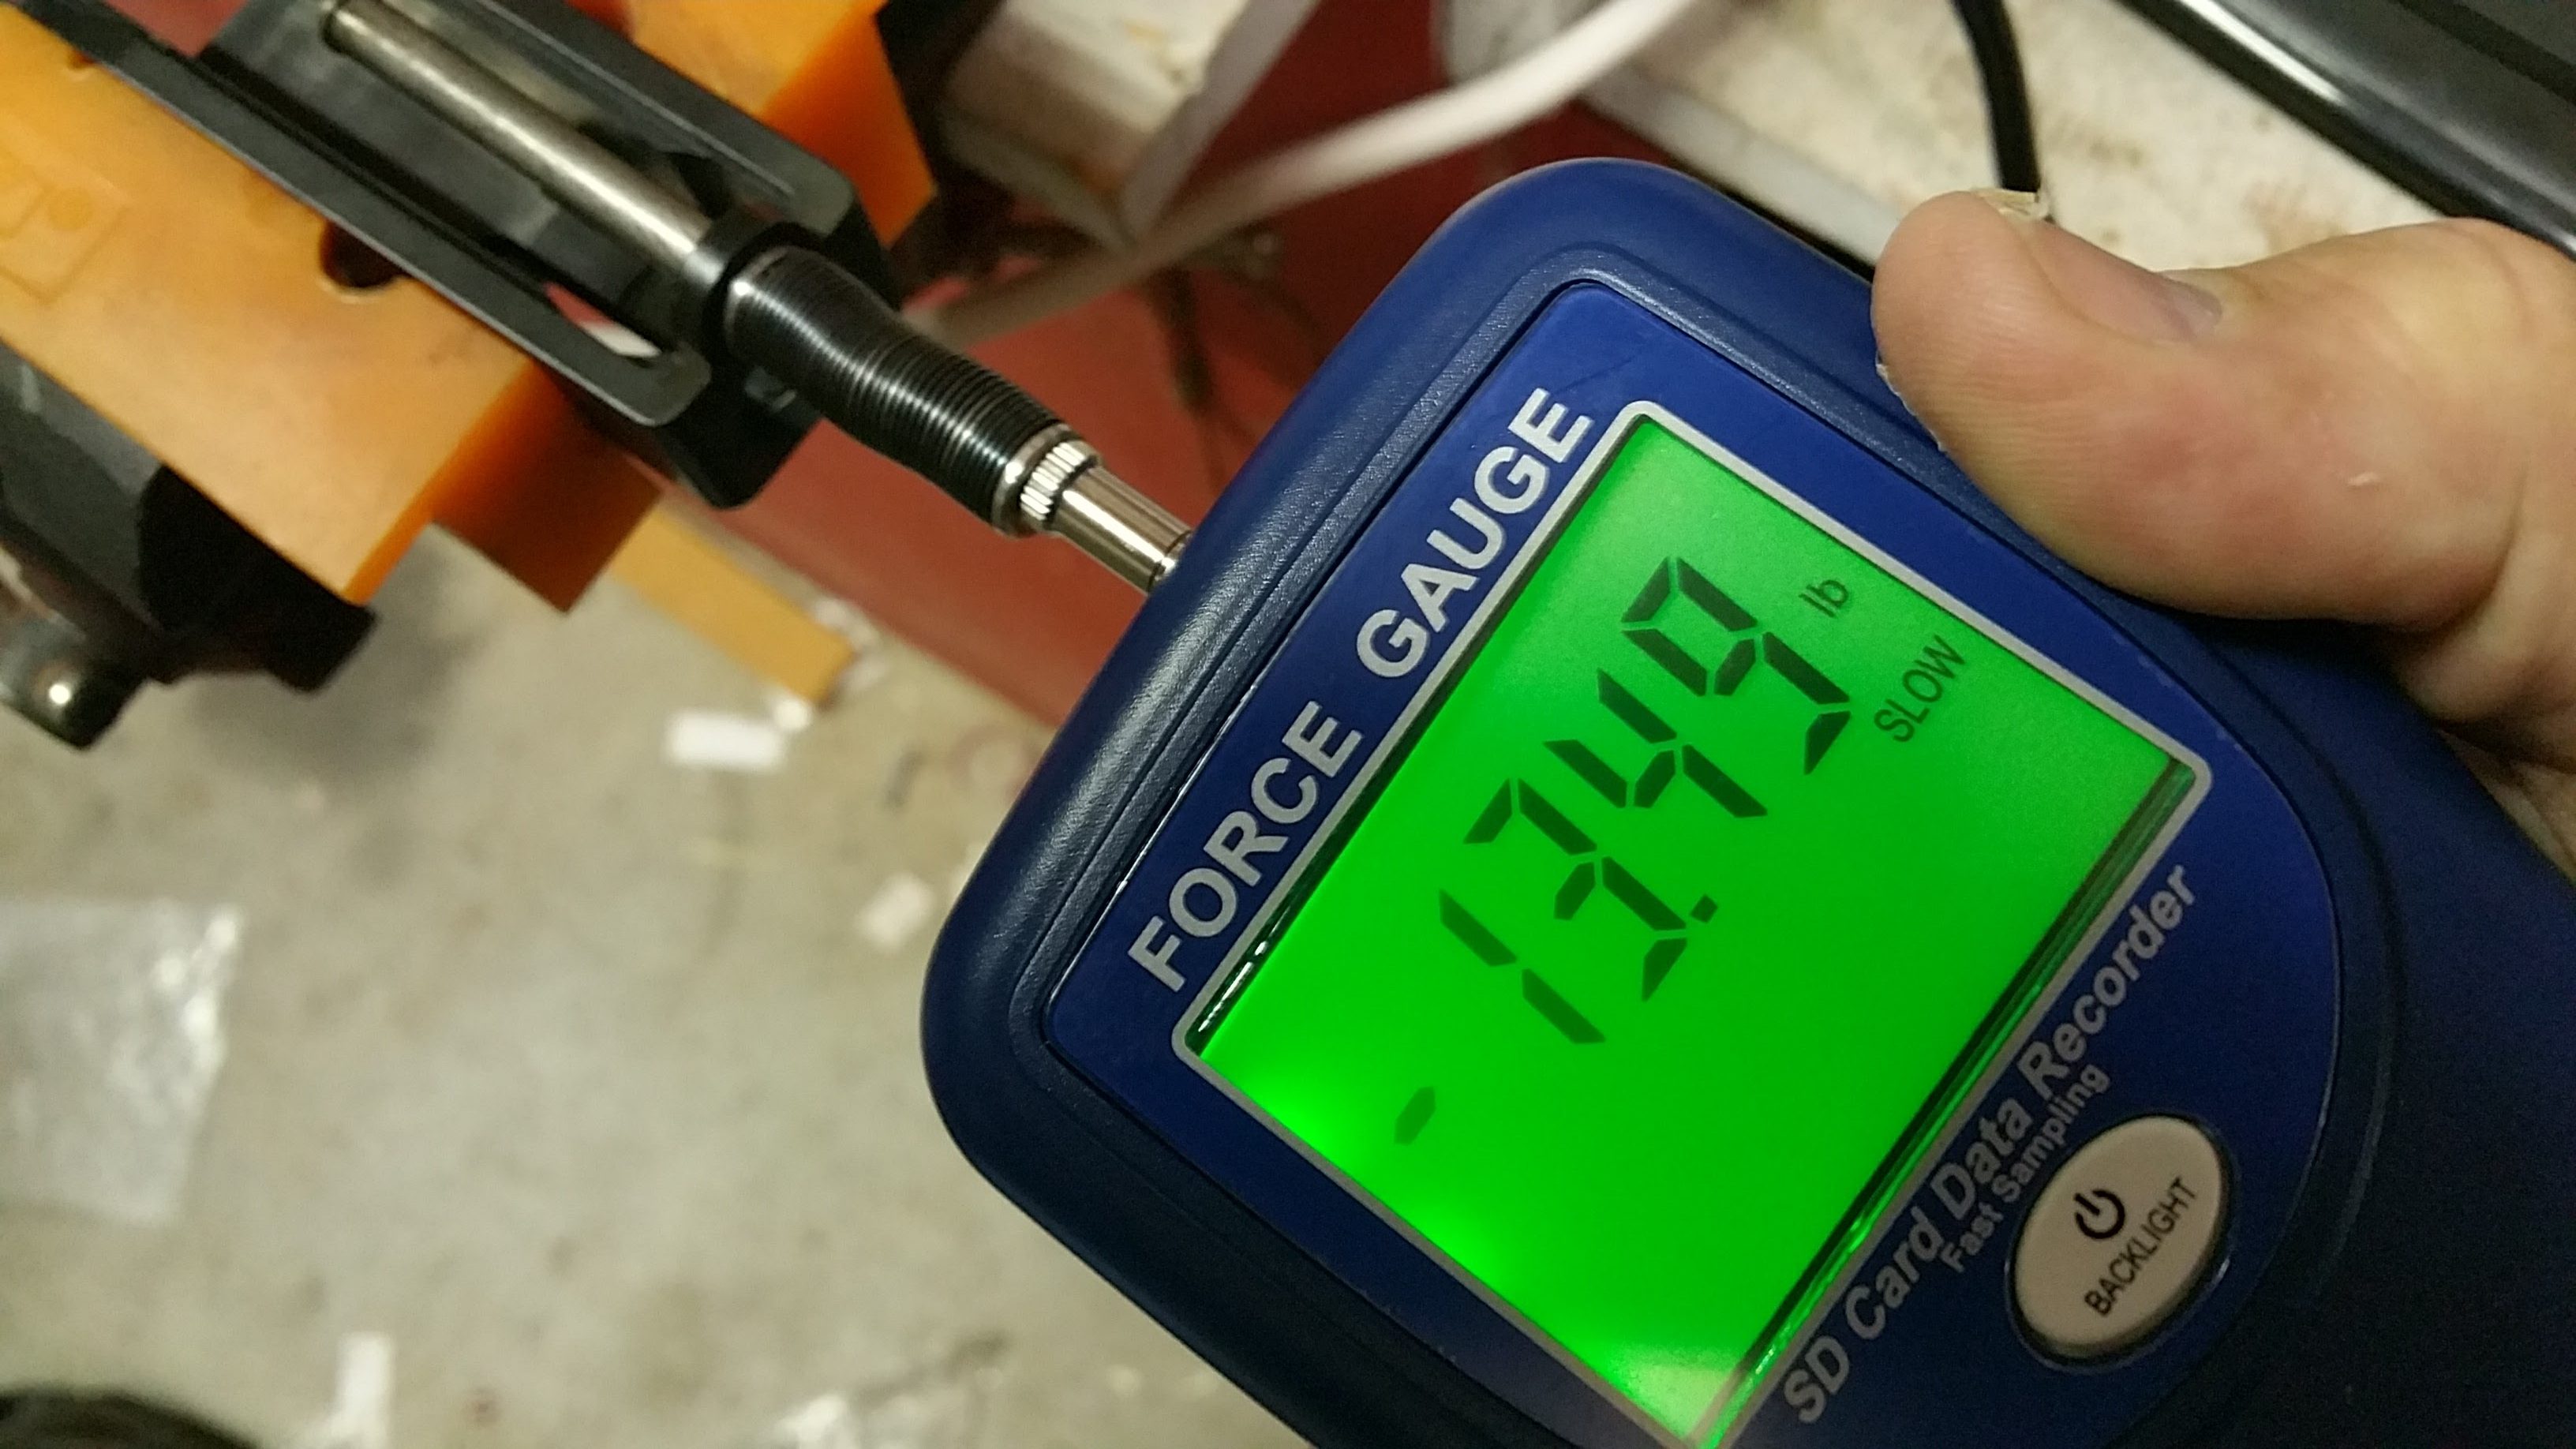 FORCE GAUGE
-13.49 lb
SLOW
SD Card Data Recorder
Fast Sampling
BACKLIGHT